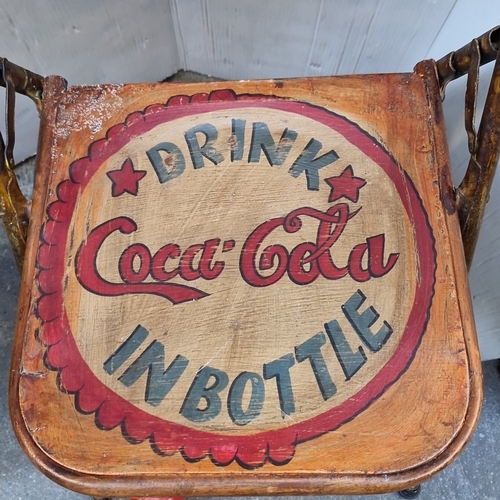 DRINK
Coca-Cola
IN BOTTLE